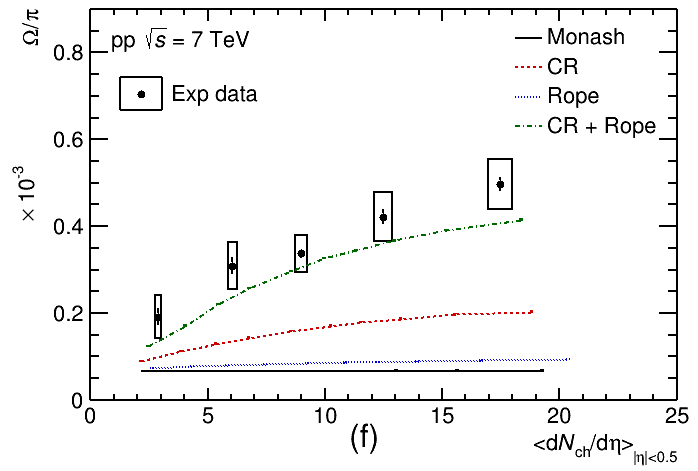 Ω/π
× 10⁻³
pp √s = 7 TeV
Exp data
Monash
CR
Rope
CR + Rope
0.8
0.6
0.4
0.2
0
0 5 10 15 20 25
(f)
<dN_ch/dη>_|η|<0.5